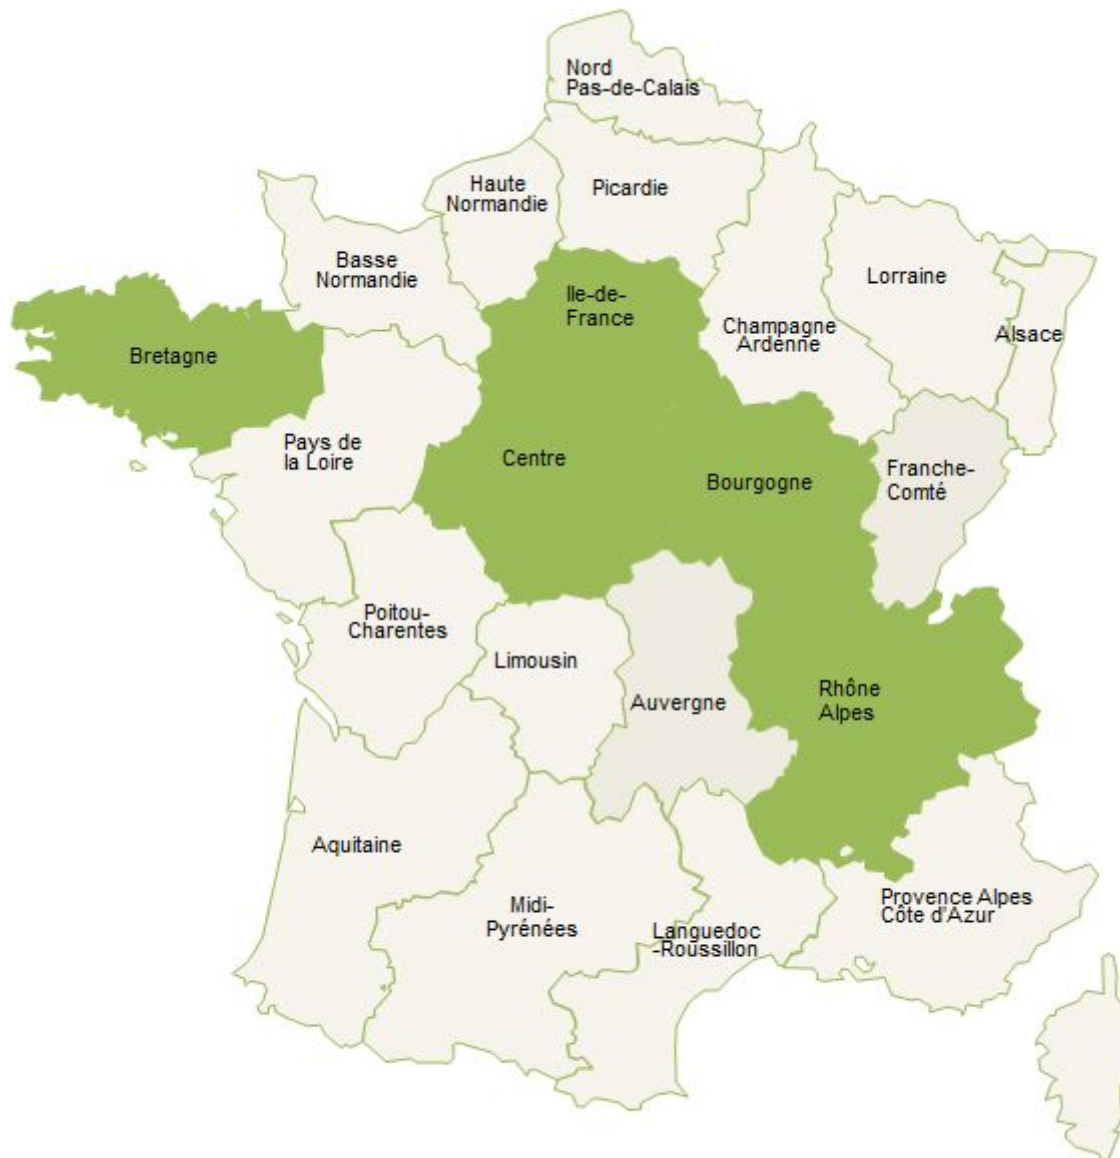 Nord
Pas-de-Calais
Haute
Normandie
Picardie
Basse
Normandie
Ile-de-
France
Lorraine
Champagne
Ardenne
Alsace
Bretagne
Pays de
la Loire
Centre
Bourgogne
Franche-
Comté
Poitou-
Charentes
Limousin
Auvergne
Rhône
Alpes
Aquitaine
Midi-
Pyrénées
Languedoc
-Roussillon
Provence Alpes
Côte d'Azur